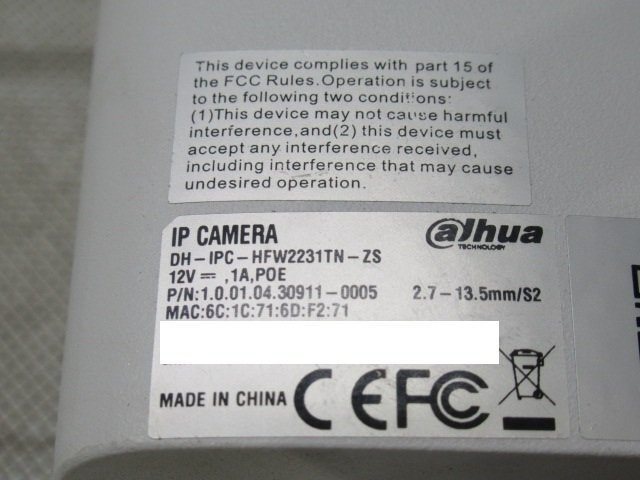 This device complies with part 15 of
the FCC Rules.Operation is subject
to the following two conditions:
(1)This device may not cause harmful
interference,and(2) this device must
accept any interference received,
including interference that may cause
undesired operation.
IP CAMERA
alhua
TECHNOLOGY
DH-IPC-HFW2231TN-ZS
12V⎓,1A,POE
P/N:1.0.01.04.30911-0005 2.7-13.5mm/S2
MAC:6C:1C:71:6D:F2:71
MADE IN CHINA CE FC